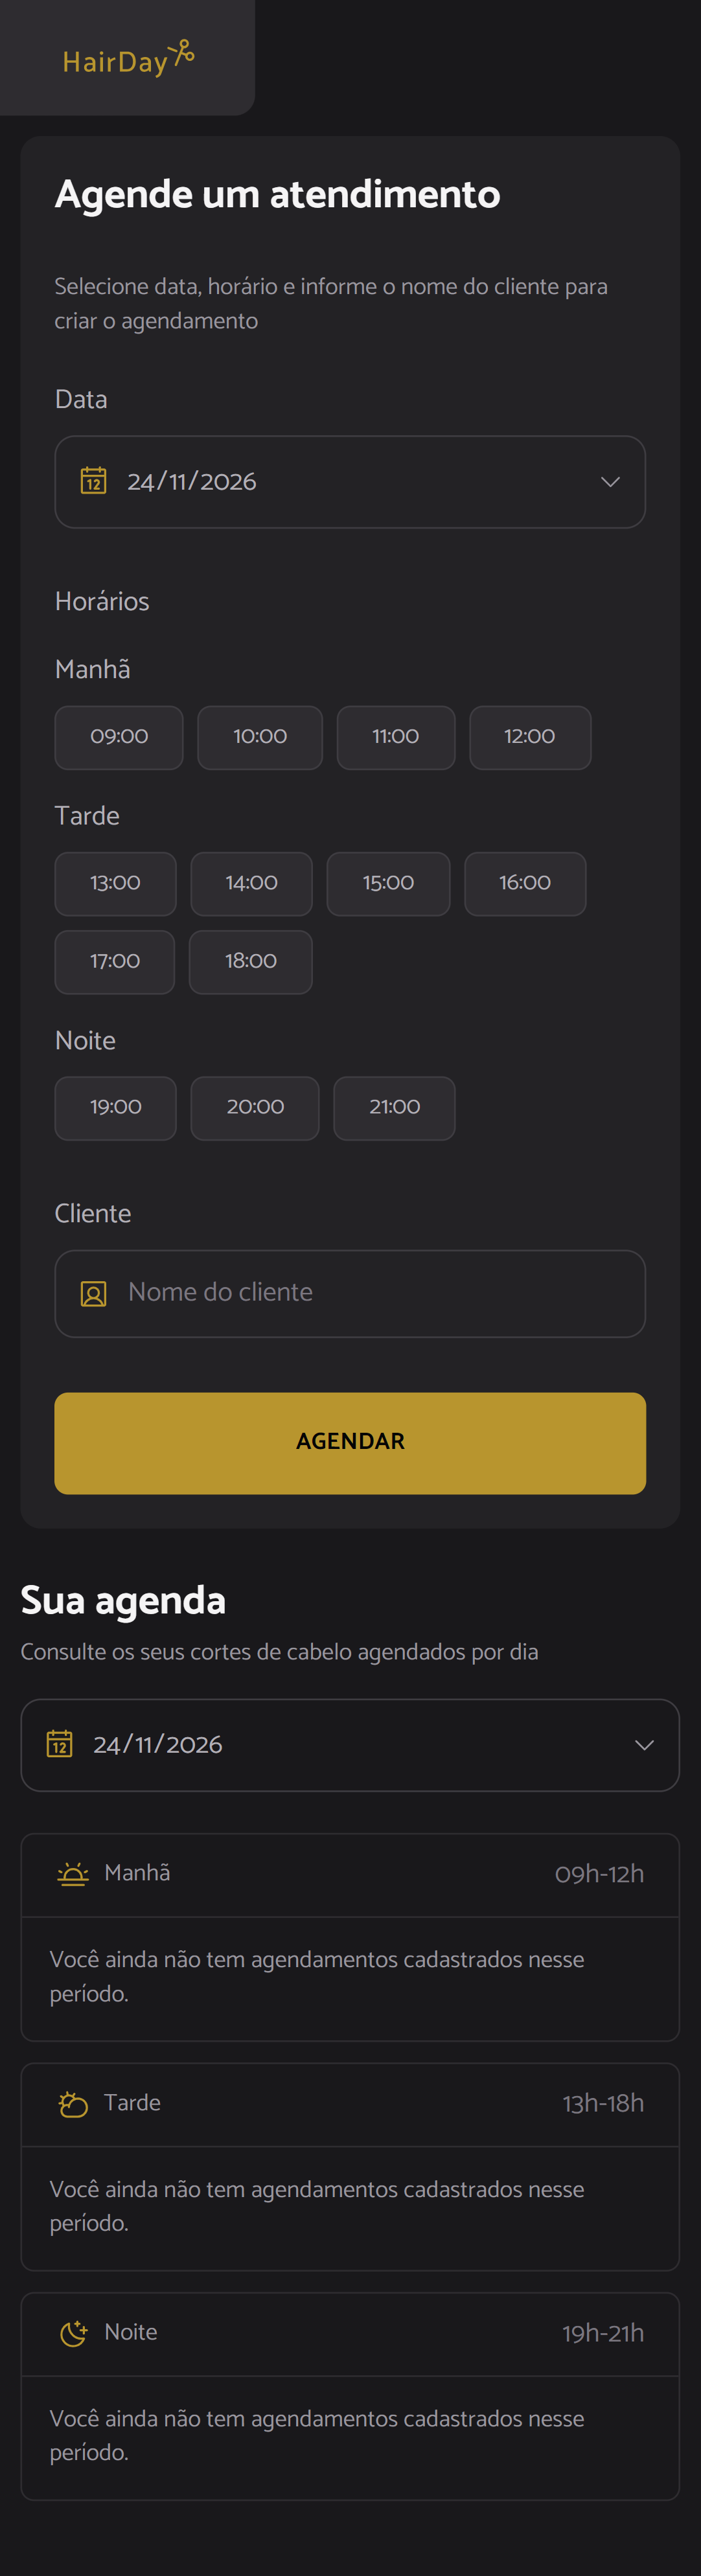 HairDay
Agende um atendimento
Selecione data, horário e informe o nome do cliente para
criar o agendamento
Data
12 24/11/2026
Horários
Manhã
09:00 10:00 11:00 12:00
Tarde
13:00 14:00 15:00 16:00
17:00 18:00
Noite
19:00 20:00 21:00
Cliente
Nome do cliente
AGENDAR
Sua agenda
Consulte os seus cortes de cabelo agendados por dia
12 24/11/2026
Manhã 09h-12h
Você ainda não tem agendamentos cadastrados nesse
período.
Tarde 13h-18h
Você ainda não tem agendamentos cadastrados nesse
período.
Noite 19h-21h
Você ainda não tem agendamentos cadastrados nesse
período.